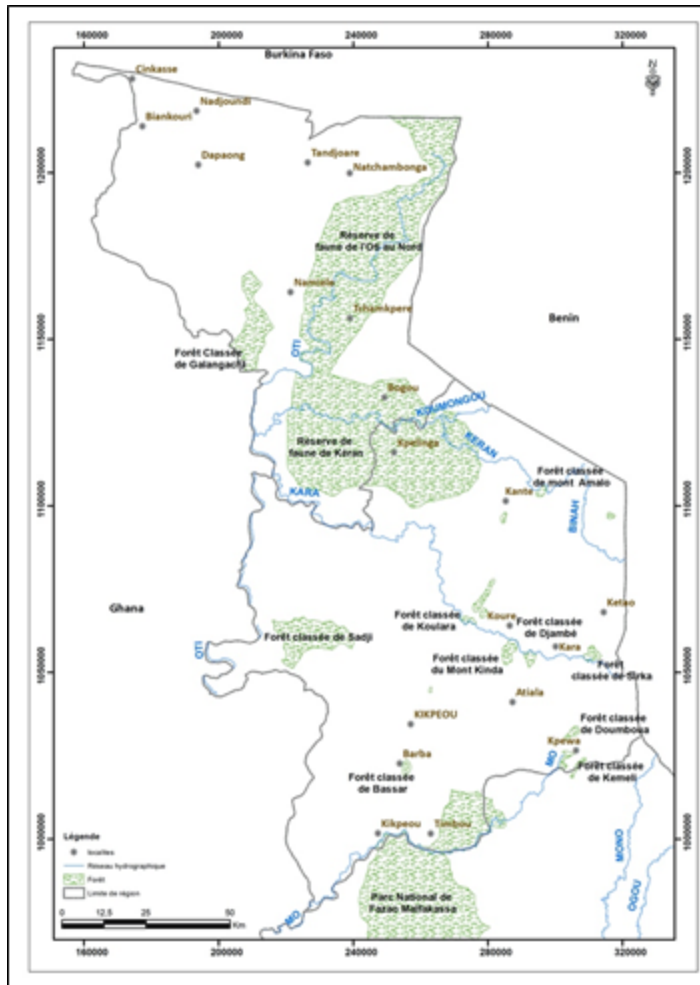 160000 200000 240000 280000 320000
Burkina Faso
Cinkasse
Nadjoundi
Biankouri
Dapaong
Tandjoare
Natchambonga
1200000
1200000
Réserve de
faune de l'Oti au Nord
Namiele
Tchamkpere
Benin
1150000
1150000
OTI
Forêt Classée
de Galangachi
Bogou
KOUMONGOU
KERAN
Réserve de
faune de Kéran
Kpelinga
Forêt classée
de mont Amalo
KARA
Kante
BINAH
1100000
1100000
Ghana
Ketao
Forêt classée
de Koulara
Koure
Forêt classée
de Djambé
Forêt classée de Sadji
OTI
Kara
Forêt classée
du Mont Kinda
Forêt
classée de Sirka
1050000
1050000
Atiala
KIKPEOU
Forêt classée
de Doumboua
Kpewa
MO
Barba
Forêt classée
de Bassar
Forêt classée
de Kemeli
Kikpeou
Timbou
1000000
1000000
MONO
OGOU
Parc National de
Fazao Malfakassa
MO
Légende
localites
Réseau hydrographique
Forêt
Limite de région
0 12,5 25 50
Km
160000 200000 240000 280000 320000